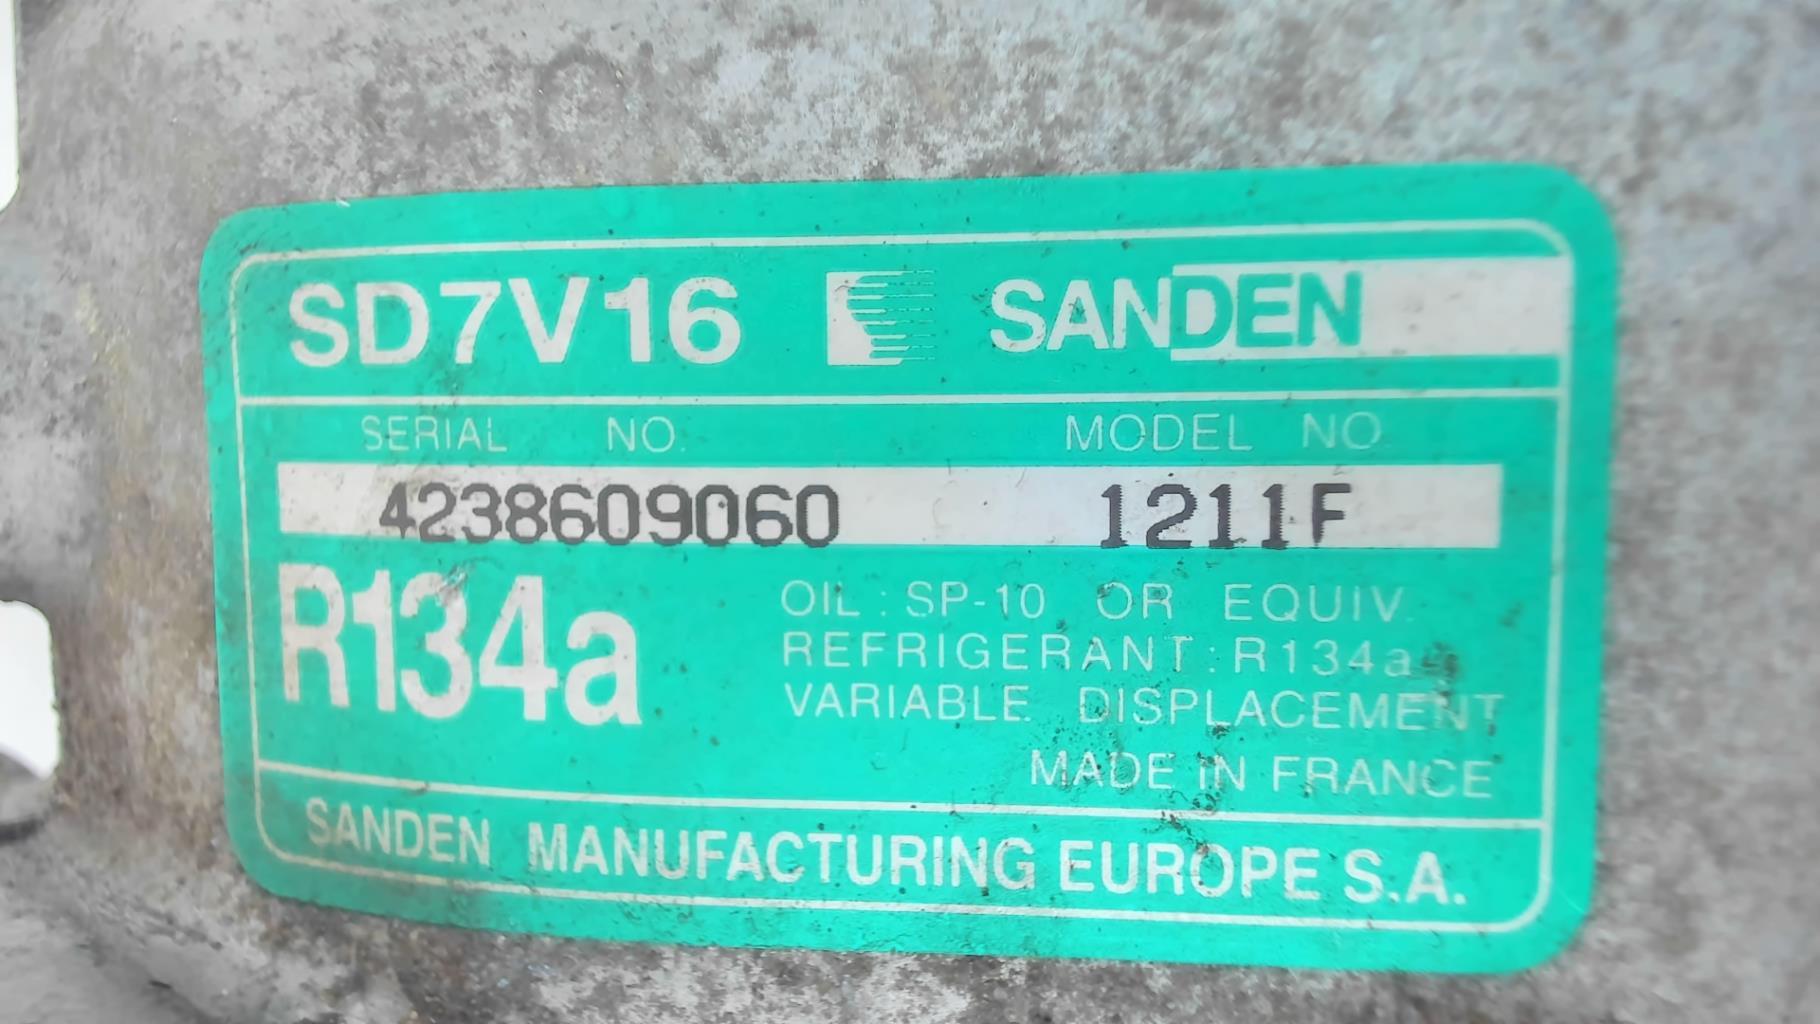 SD7V16 SANDEN
SERIAL NO. MODEL NO.
4238609060 1211F
R134a
OIL : SP-10 OR EQUIV.
REFRIGERANT : R134a
VARIABLE DISPLACEMENT
MADE IN FRANCE
SANDEN MANUFACTURING EUROPE S.A.